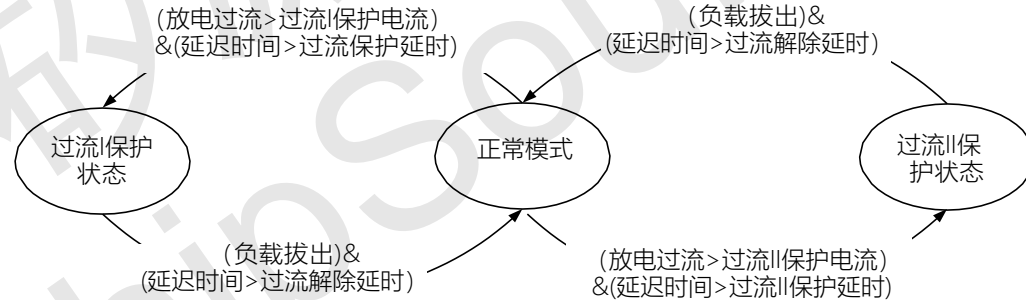 (放电过流>过流I保护电流)
&(延迟时间>过流保护延时)
(负载拔出)&
(延迟时间>过流解除延时)
过流I保护
状态
正常模式
过流II保
护状态
(负载拔出)&
(延迟时间>过流解除延时)
(放电过流>过流II保护电流)
&(延迟时间>过流II保护延时)